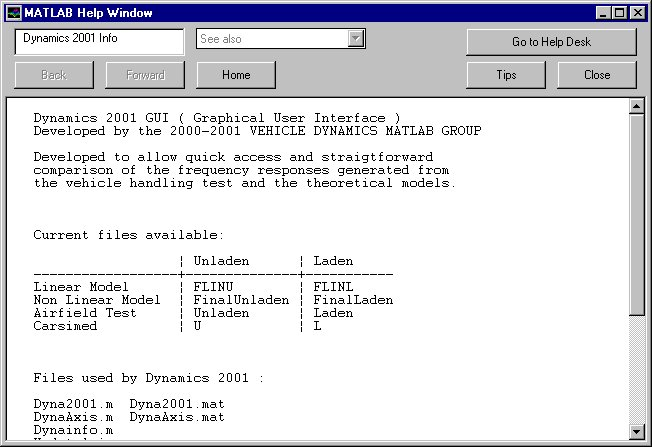 MATLAB Help Window
Dynamics 2001 Info
See also
Go to Help Desk
Back
Forward
Home
Tips
Close
Dynamics 2001 GUI ( Graphical User Interface )
Developed by the 2000-2001 VEHICLE DYNAMICS MATLAB GROUP
Developed to allow quick access and straigtforward
comparison of the frequency responses generated from
the vehicle handling test and the theoretical models.
Current files available:
                   ¦ Unladen       ¦ Laden
-------------------+---------------+-----------
Linear Model       ¦ FLINU         ¦ FLINL
Non Linear Model   ¦ FinalUnladen  ¦ FinalLaden
Airfield Test      ¦ Unladen       ¦ Laden
Carsimed           ¦ U             ¦ L
Files used by Dynamics 2001 :
Dyna2001.m  Dyna2001.mat
DynaAxis.m  DynaAxis.mat
Dynainfo.m